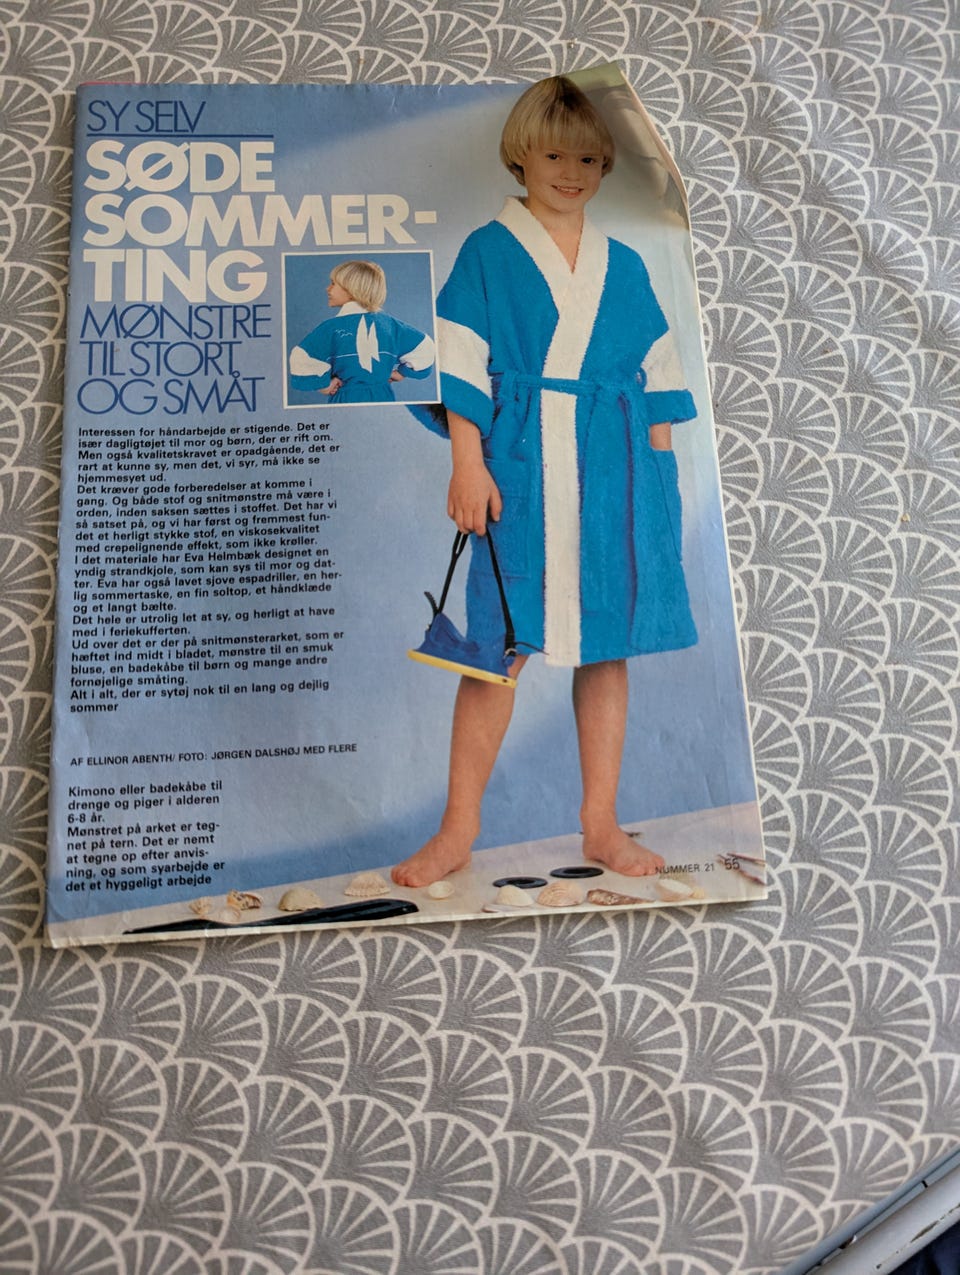 SY SELV
SØDE
SOMMER-
TING
MØNSTRE
TIL STORT
OG SMÅT
Interessen for håndarbejde er stigende. Det er
især dagligtøjet til mor og børn, der er rift om.
Men også kvalitetskravet er opadgående, det er
rart at kunne sy, men det, vi syr, må ikke se
hjemmesyet ud.
Det kræver gode forberedelser at komme i
gang. Og både stof og snitmønstre må være i
orden, inden saksen sættes i stoffet. Det har vi
så satset på, og vi har først og fremmest fun-
det et herligt stykke stof, en viskosekvalitet
med crepelignende effekt, som ikke krøller.
I det materiale har Eva Helmbæk designet en
yndig strandkjole, som kan sys til mor og dat-
ter. Eva har også lavet sjove espadriller, en her-
lig sommertaske, en fin soltop, et håndklæde
og et langt bælte.
Det hele er utrolig let at sy, og herligt at have
med i feriekufferten.
Ud over det er der på snitmønsterarket, som er
hæftet ind midt i bladet, mønstre til en smuk
bluse, en badekåbe til børn og mange andre
fornøjelige småting.
Alt i alt, der er sytøj nok til en lang og dejlig
sommer
AF ELLINOR ABENTH/ FOTO: JØRGEN DALSHØJ MED FLERE
Kimono eller badekåbe til
drenge og piger i alderen
6-8 år.
Mønstret på arket er teg-
net på tern. Det er nemt
at tegne op efter anvis-
ning, og som syarbejde er
det et hyggeligt arbejde
NUMMER 21 55